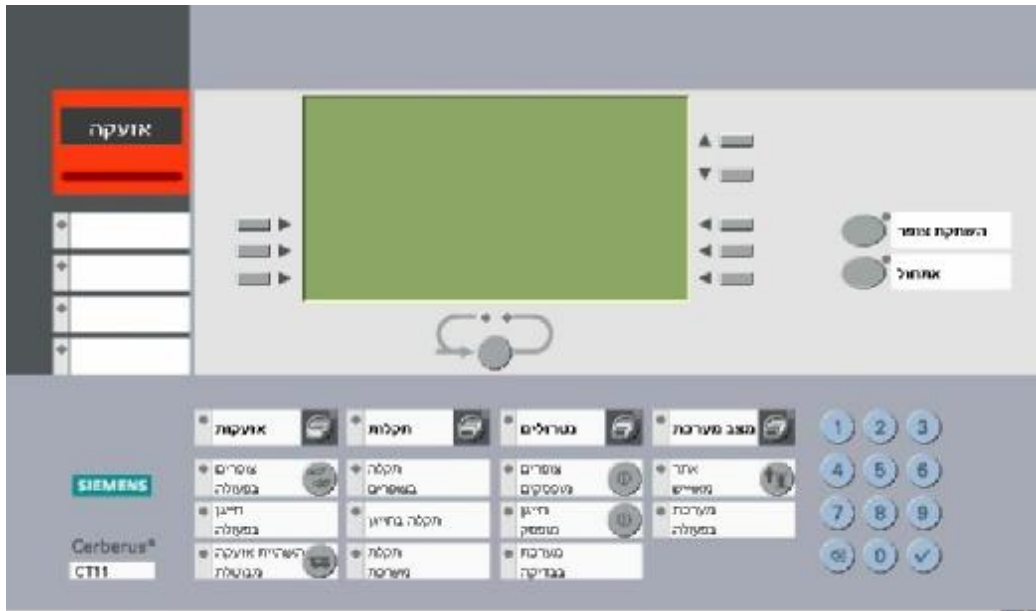 אזעקה
השתקת צופר
אתחול
אזעקות
תקלות
נטרולים
מצב מערכת
צופרים
בפעולה
תקלה
בצופרים
צופרים
מופסקים
אתר
מאוייש
חייגן
בפעולה
תקלה בחייגן
חייגן
מופסק
מערכת
בפעולה
השהיית אזעקה
מבוטלת
תקלת
מערכת
מערכת
בבדיקה
1 2 3
4 5 6
7 8 9
0
SIEMENS
Cerberus®
CT11